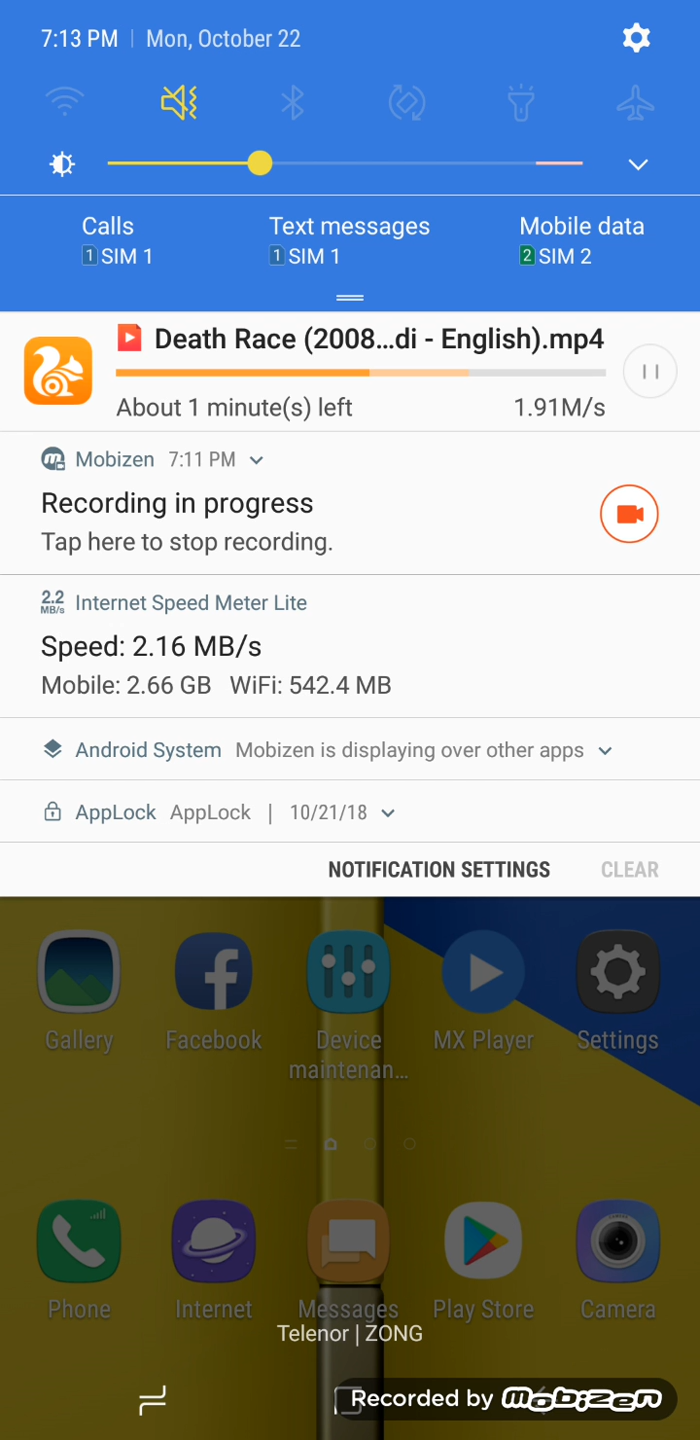 7:13 PM | Mon, October 22
Calls Text messages Mobile data
1 SIM 1 1 SIM 1 2 SIM 2
Death Race (2008...di - English).mp4
About 1 minute(s) left 1.91M/s
m Mobizen 7:11 PM
Recording in progress
Tap here to stop recording.
2.2 MB/s Internet Speed Meter Lite
Speed: 2.16 MB/s
Mobile: 2.66 GB WiFi: 542.4 MB
Android System Mobizen is displaying over other apps
AppLock AppLock | 10/21/18
NOTIFICATION SETTINGS CLEAR
Gallery Facebook Device maintenan... MX Player Settings
Phone Internet Messages Play Store Camera
Telenor | ZONG
Recorded by mobizen